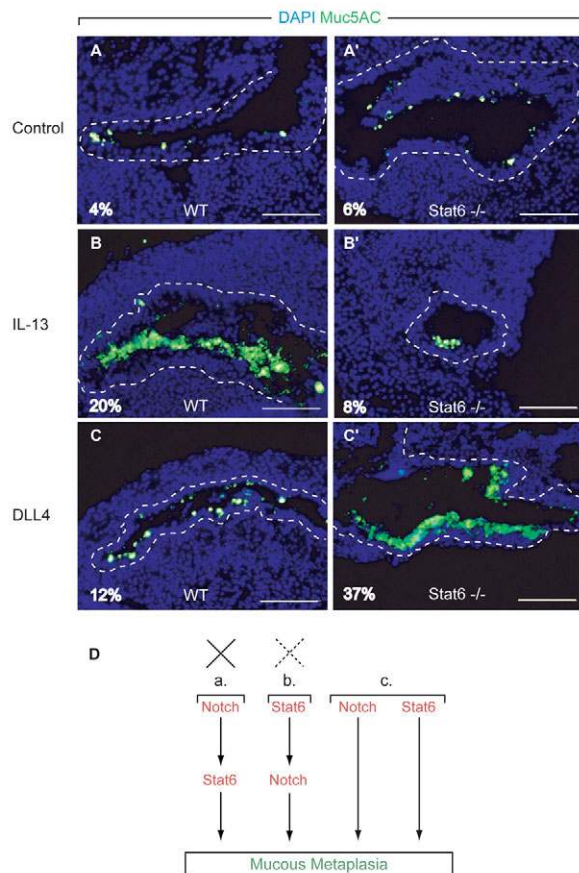 DAPI Muc5AC
A A'
Control
4% WT 6% Stat6 -/-
B B'
IL-13
20% WT 8% Stat6 -/-
C C'
DLL4
12% WT 37% Stat6 -/-
D
a. b. c.
Notch Stat6 Notch Stat6
Stat6 Notch
Mucous Metaplasia